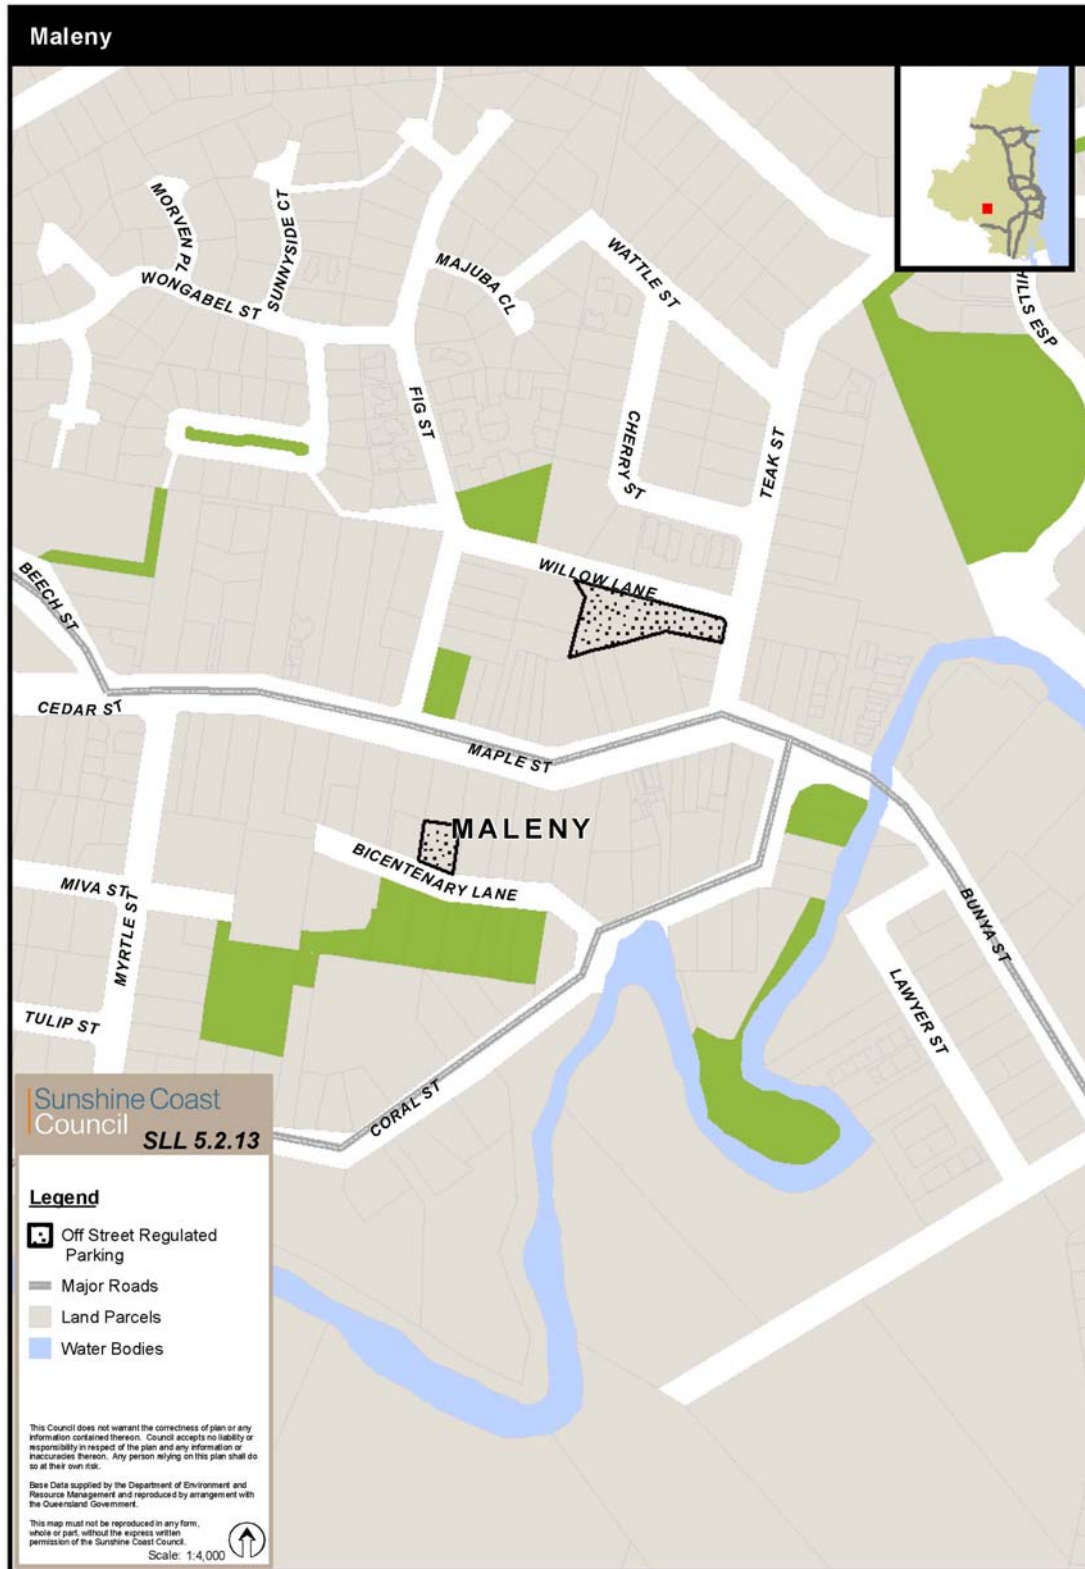 Maleny
HILLS ESP
MORVEN PL
SUNNYSIDE CT
WONGABEL ST
MAJUBA CL
WATTLE ST
FIG ST
CHERRY ST
TEAK ST
WILLOW LANE
BEECH ST
CEDAR ST
MAPLE ST
MALENY
BICENTENARY LANE
MIVA ST
MYRTLE ST
BUNYA ST
LAWYER ST
TULIP ST
CORAL ST
Sunshine Coast
Council
SLL 5.2.13
Legend
Off Street Regulated
Parking
Major Roads
Land Parcels
Water Bodies
This Council does not warrant the correctness of plan or any
information contained thereon. Council accepts no liability or
responsibility in respect of the plan and any information or
inaccuracies thereon. Any person relying on this plan shall do
so at their own risk.
Base Data supplied by the Department of Environment and
Resource Management and reproduced by arrangement with
the Queensland Government.
This map must not be reproduced in any form,
whole or part, without the express written
permission of the Sunshine Coast Council.
Scale: 1:4,000